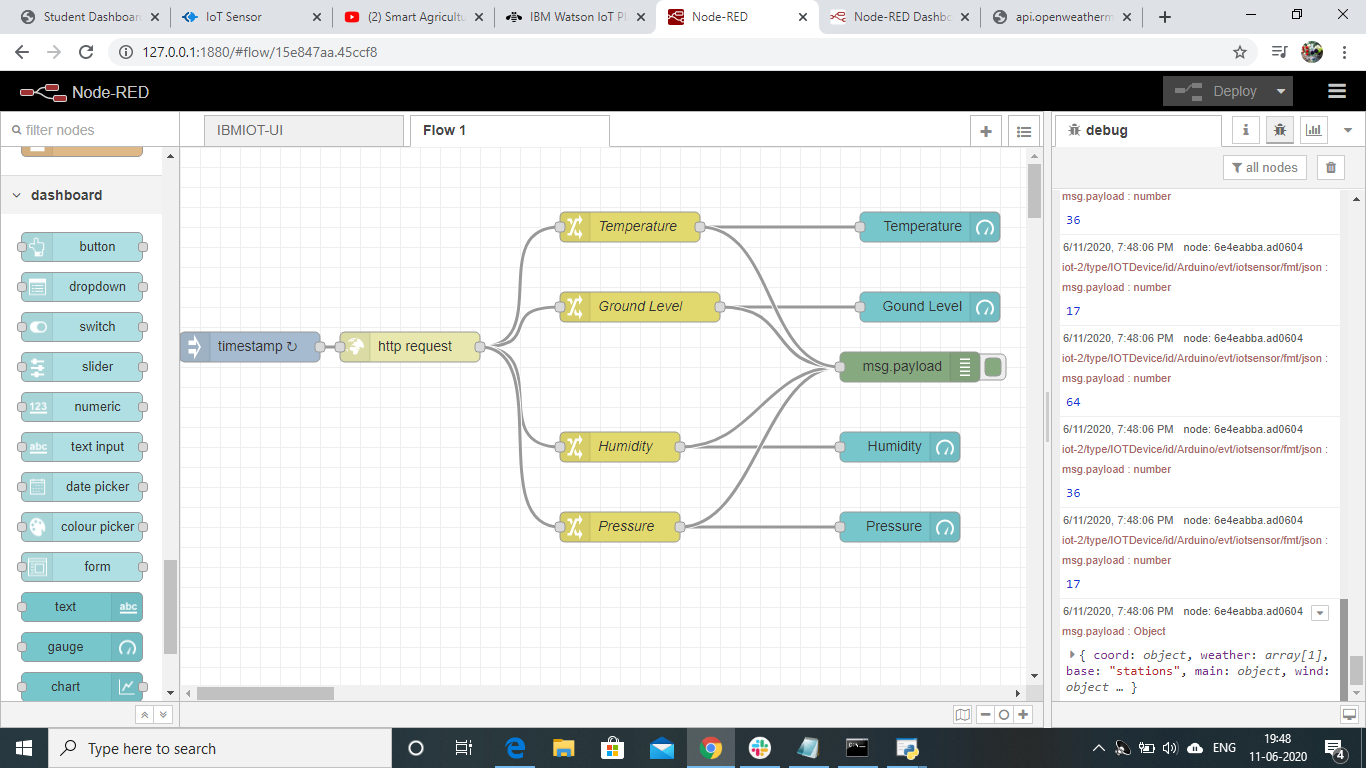 Student Dashboar
IoT Sensor
(2) Smart Agricultu
IBM Watson IoT Pl
Node-RED
Node-RED Dashbo
api.openweatherm
127.0.0.1:1880/#flow/15e847aa.45ccf8
Node-RED
Deploy
filter nodes
IBMIOT-UI
Flow 1
debug
i
all nodes
dashboard
button
dropdown
switch
slider
123 numeric
abc text input
date picker
colour picker
form
text abc
gauge
chart
timestamp ↻
http request
Temperature
Ground Level
Humidity
Pressure
Temperature
Gound Level
msg.payload
Humidity
Pressure
msg.payload : number
36
6/11/2020, 7:48:06 PM node: 6e4eabba.ad0604
iot-2/type/IOTDevice/id/Arduino/evt/iotsensor/fmt/json :
msg.payload : number
17
6/11/2020, 7:48:06 PM node: 6e4eabba.ad0604
iot-2/type/IOTDevice/id/Arduino/evt/iotsensor/fmt/json :
msg.payload : number
64
6/11/2020, 7:48:06 PM node: 6e4eabba.ad0604
iot-2/type/IOTDevice/id/Arduino/evt/iotsensor/fmt/json :
msg.payload : number
36
6/11/2020, 7:48:06 PM node: 6e4eabba.ad0604
iot-2/type/IOTDevice/id/Arduino/evt/iotsensor/fmt/json :
msg.payload : number
17
6/11/2020, 7:48:06 PM node: 6e4eabba.ad0604
msg.payload : Object
{ coord: object, weather: array[1],
base: "stations", main: object, wind:
object … }
Type here to search
ENG
19:48
11-06-2020
4